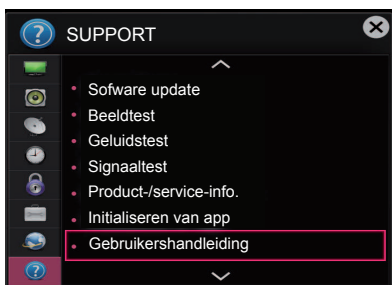 SUPPORT
Sofware update
Beeldtest
Geluidstest
Signaaltest
Product-/service-info.
Initialiseren van app
Gebruikershandleiding